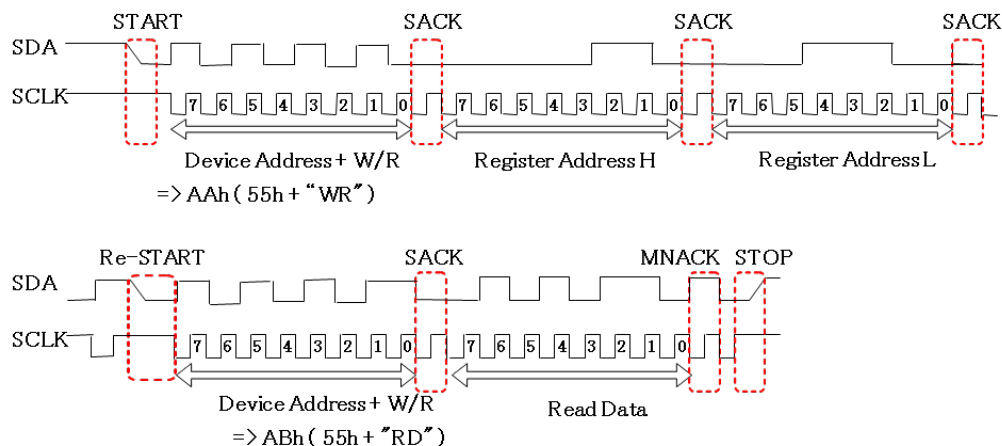 START SACK SACK SACK
SDA
SCLK
7 6 5 4 3 2 1 0 7 6 5 4 3 2 1 0 7 6 5 4 3 2 1 0
Device Address + W/R Register Address H Register Address L
=> AAh ( 55h + “WR” )
Re-START SACK MNACK STOP
SDA
SCLK
7 6 5 4 3 2 1 0 7 6 5 4 3 2 1 0
Device Address + W/R Read Data
=> ABh ( 55h + "RD" )